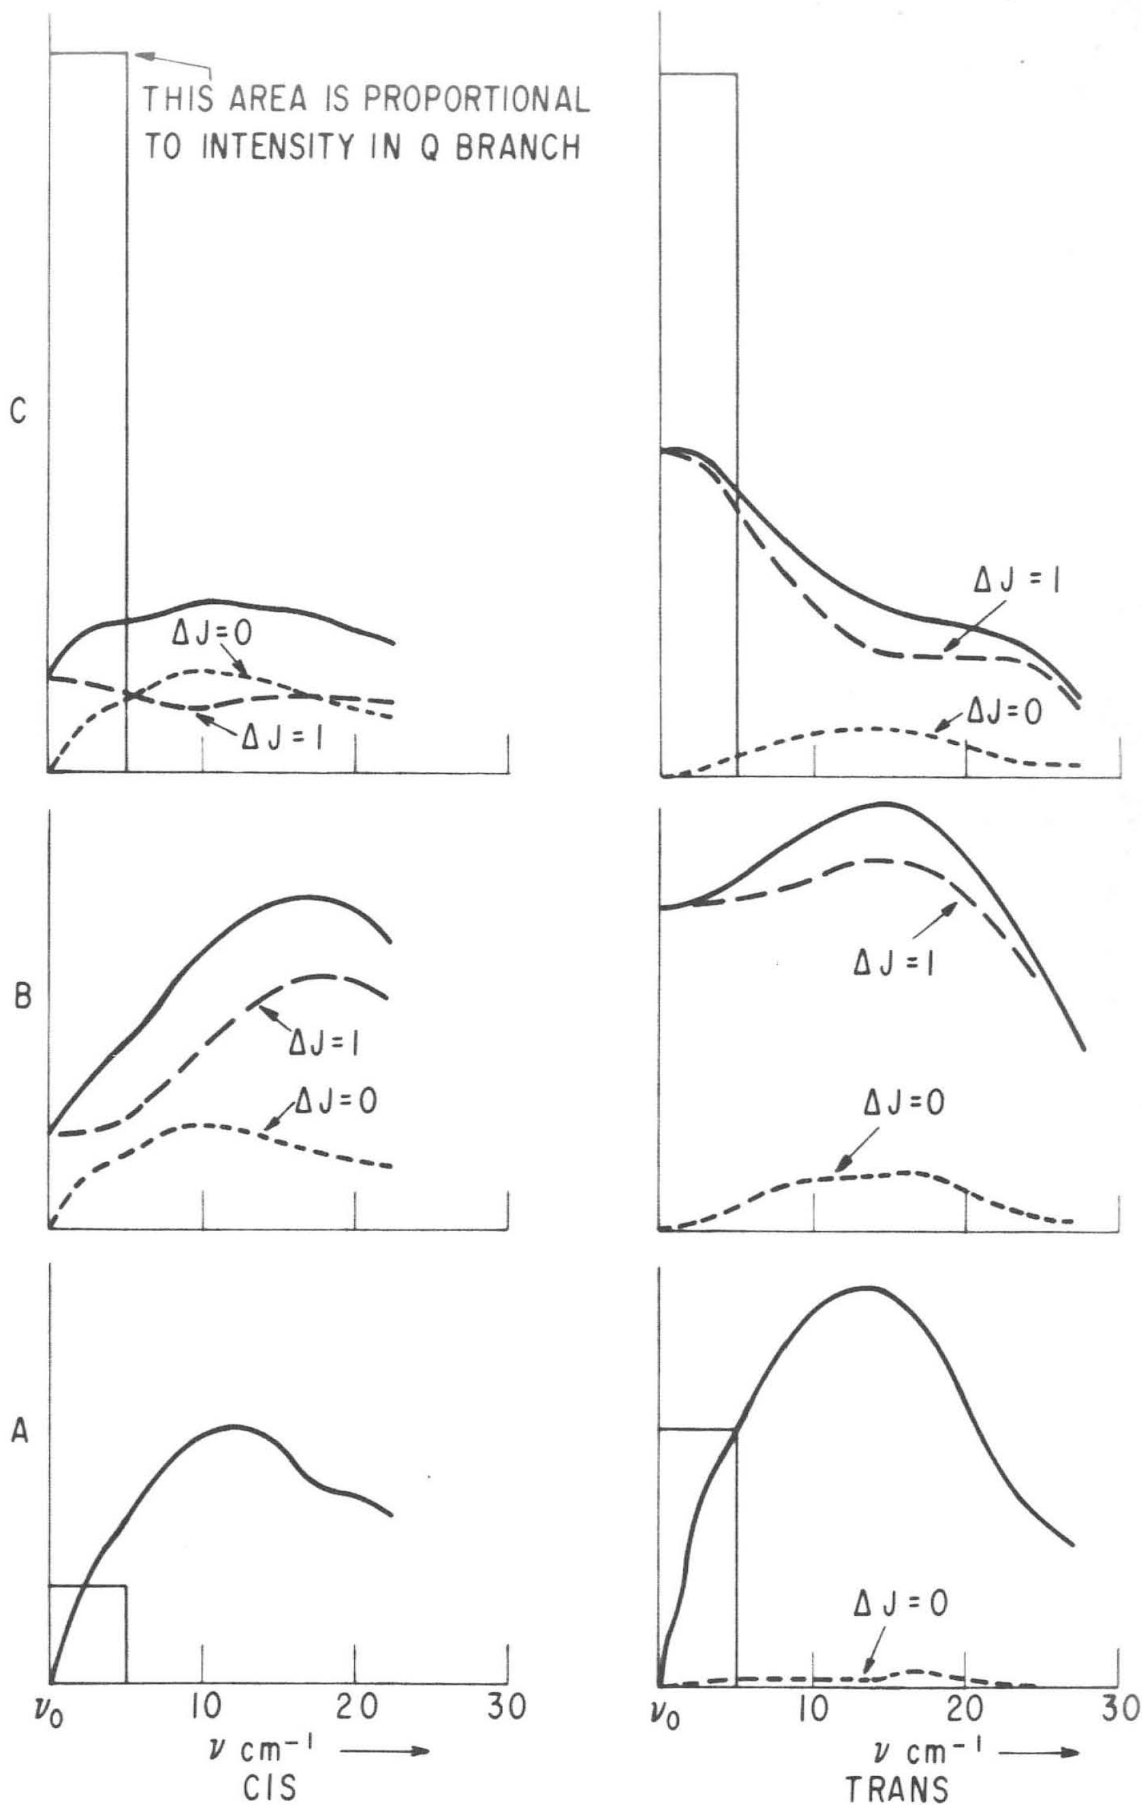 THIS AREA IS PROPORTIONAL
TO INTENSITY IN Q BRANCH
C
ΔJ=0
ΔJ=1
ΔJ=1
ΔJ=0
B
ΔJ=1
ΔJ=0
ΔJ=1
ΔJ=0
A
ΔJ=0
ν₀ 10 20 30
ν cm⁻¹
CIS
ν₀ 10 20 30
ν cm⁻¹
TRANS